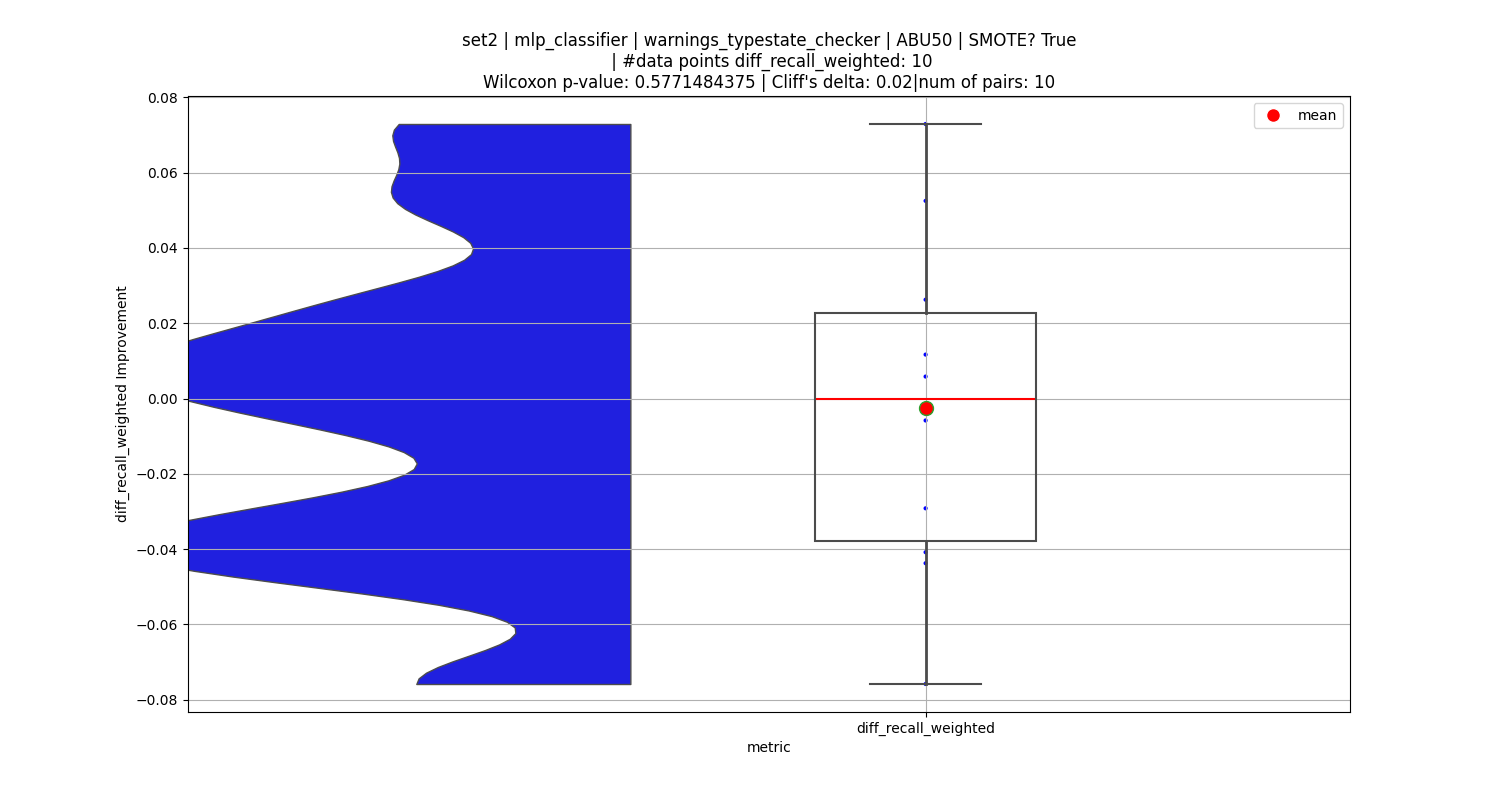 set2 | mlp_classifier | warnings_typestate_checker | ABU50 | SMOTE? True
| #data points diff_recall_weighted: 10
Wilcoxon p-value: 0.5771484375 | Cliff's delta: 0.02|num of pairs: 10
mean
diff_recall_weighted Improvement
0.08
0.06
0.04
0.02
0.00
−0.02
−0.04
−0.06
−0.08
diff_recall_weighted
metric